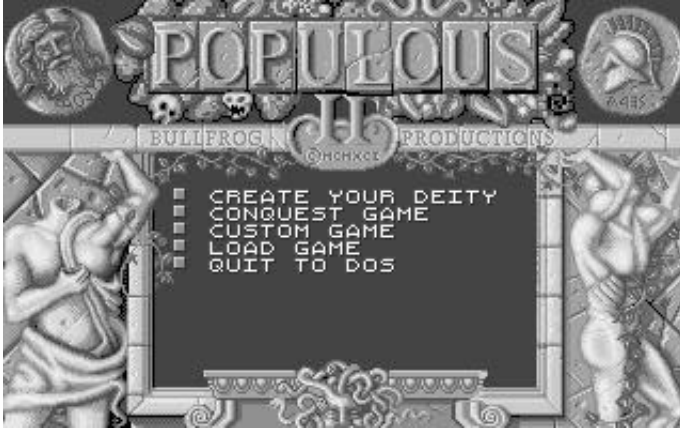 POPULOUS
II
BULLFROG PRODUCTIONS
©MCMXCI
CREATE YOUR DEITY
CONQUEST GAME
CUSTOM GAME
LOAD GAME
QUIT TO DOS